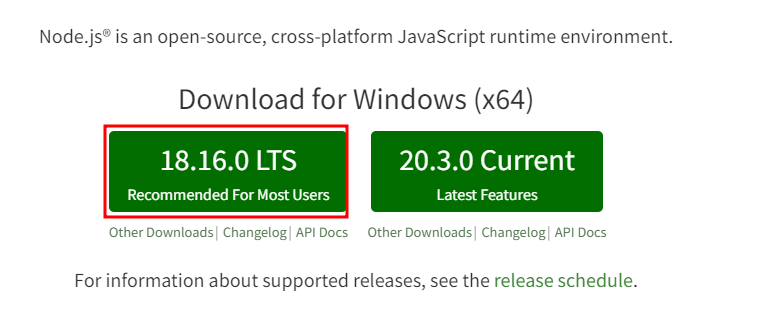 Node.js® is an open-source, cross-platform JavaScript runtime environment.
Download for Windows (x64)
18.16.0 LTS
Recommended For Most Users
20.3.0 Current
Latest Features
Other Downloads | Changelog | API Docs
Other Downloads | Changelog | API Docs
For information about supported releases, see the release schedule.